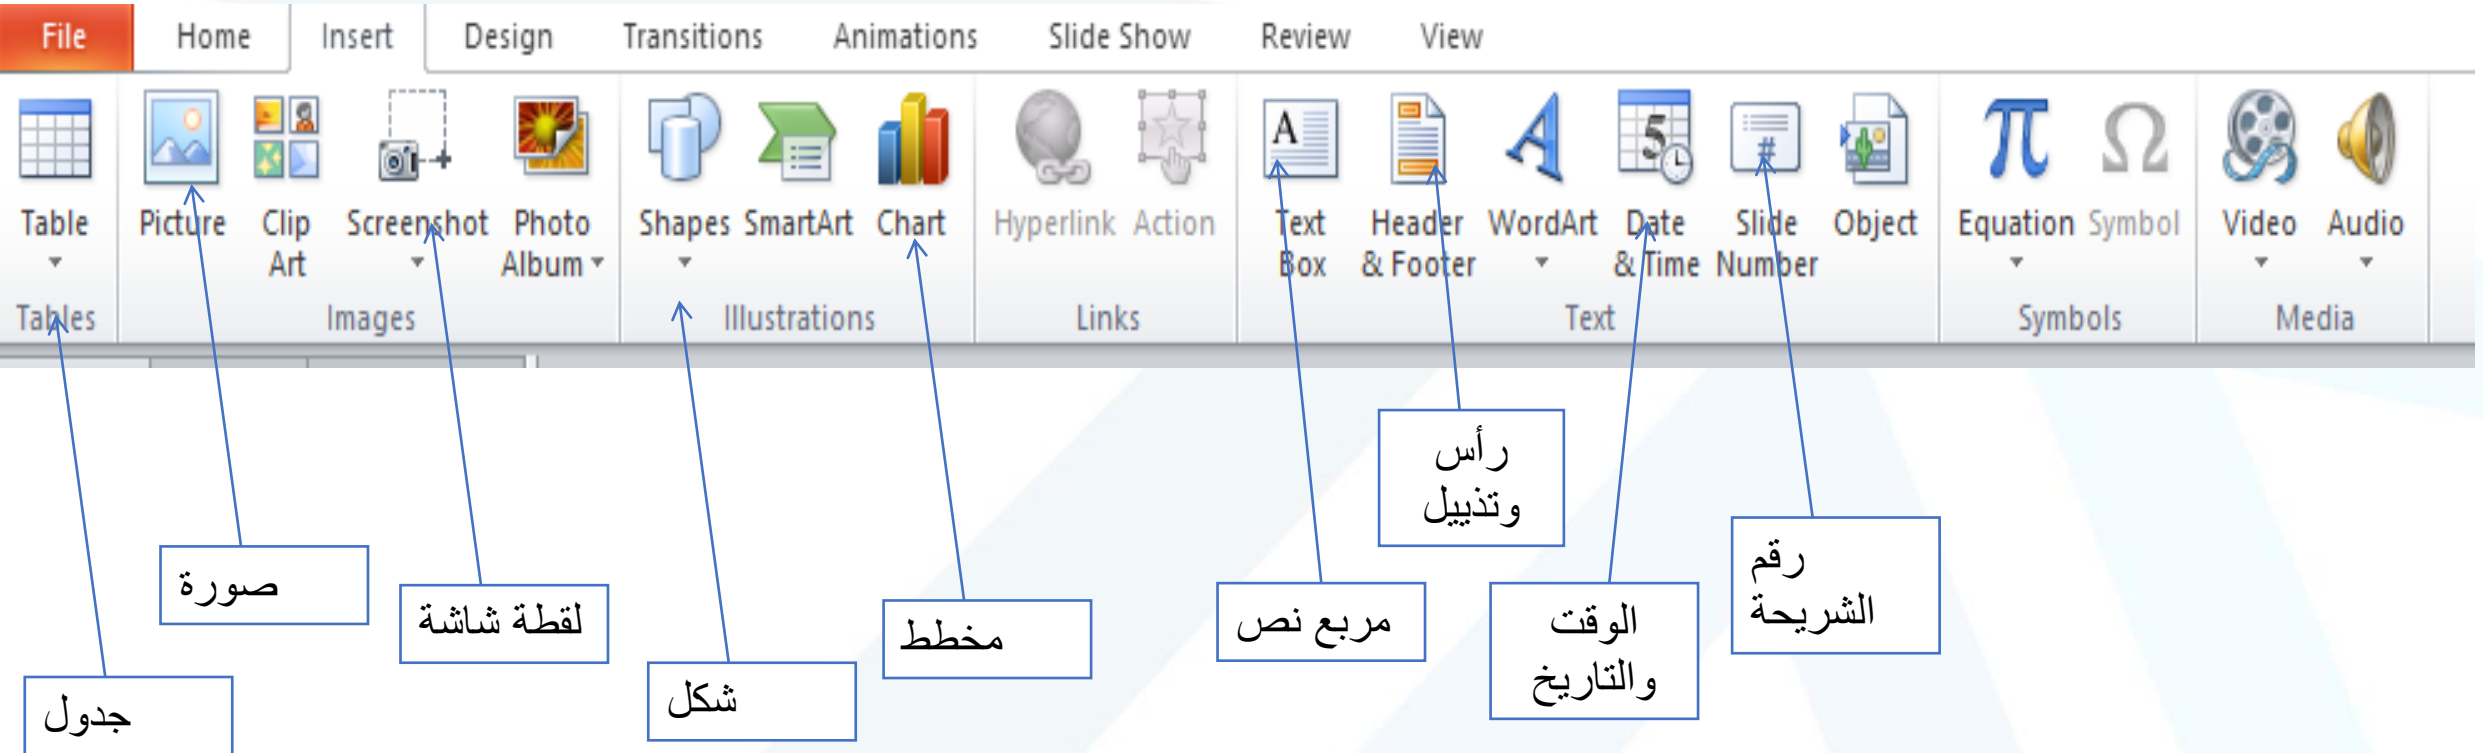 File Home Insert Design Transitions Animations Slide Show Review View
Table Picture Clip Screenshot Photo Shapes SmartArt Chart Hyperlink Action Text Header WordArt Date Slide Object Equation Symbol Video Audio
Art Album Box & Footer & Time Number
Tables Images Illustrations Links Text Symbols Media
رأس
وتذييل
رقم
الشريحة
صورة
لقطة شاشة
مخطط
مربع نص
الوقت
والتاريخ
شكل
جدول